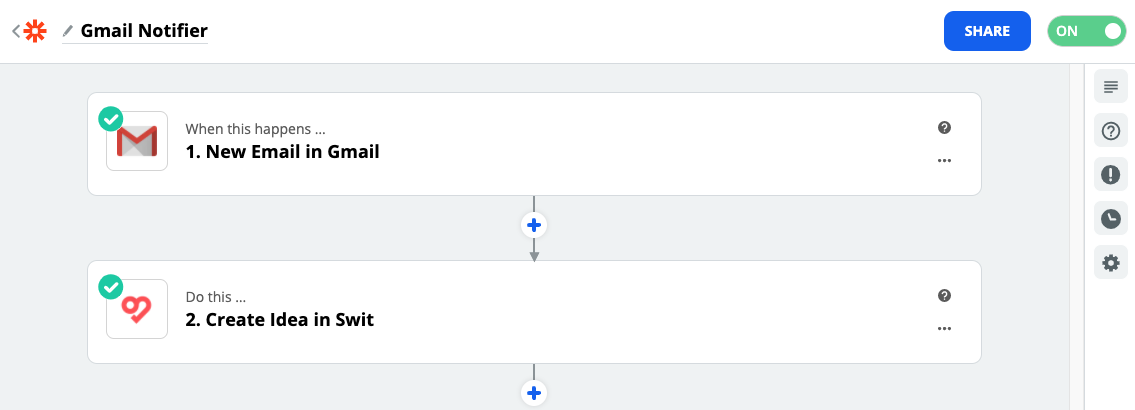 Gmail Notifier
SHARE
ON
When this happens ...
1. New Email in Gmail
Do this ...
2. Create Idea in Swit